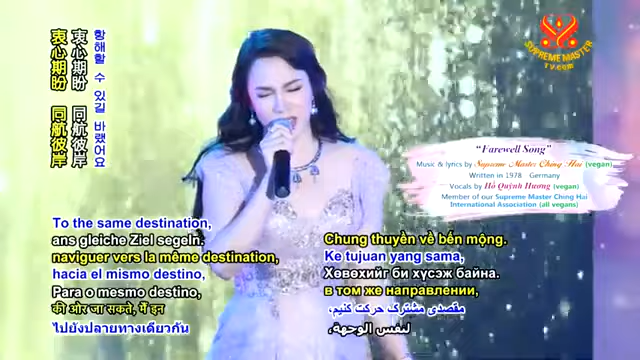 항해할 수 있길 바랬어요
衷心期盼 同航彼岸
衷心期盼 同航彼岸
SUPREME MASTER
TV.com
“Farewell Song”
Music & lyrics by Supreme Master Ching Hai (vegan)
Written in 1978 Germany
Vocals by Hồ Quỳnh Hương (vegan)
Member of our Supreme Master Ching Hai
International Association (all vegans)
To the same destination,
ans gleiche Ziel segeln.
naviguer vers la même destination,
hacia el mismo destino,
Para o mesmo destino,
की ओर जा सकते, मैं इन
ไปยังปลายทางเดียวกัน
Chung thuyền về bến mộng.
Ke tujuan yang sama,
Хөвөхийг би хүсэж байна.
в том же направлении,
مقصدی مشترک حرکت کنیم،
لنفس الوجهة،